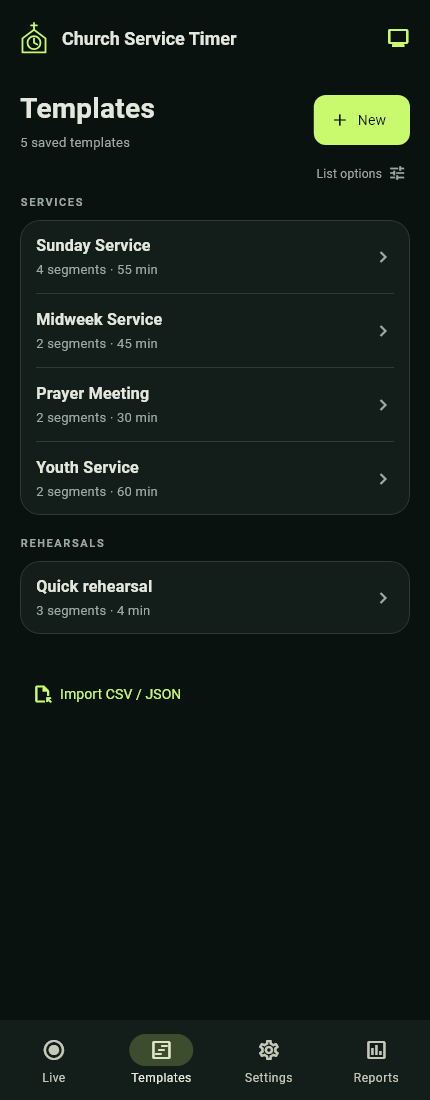 Church Service Timer
Templates
5 saved templates
New
List options
SERVICES
Sunday Service
4 segments · 55 min
Midweek Service
2 segments · 45 min
Prayer Meeting
2 segments · 30 min
Youth Service
2 segments · 60 min
REHEARSALS
Quick rehearsal
3 segments · 4 min
Import CSV / JSON
Live
Templates
Settings
Reports